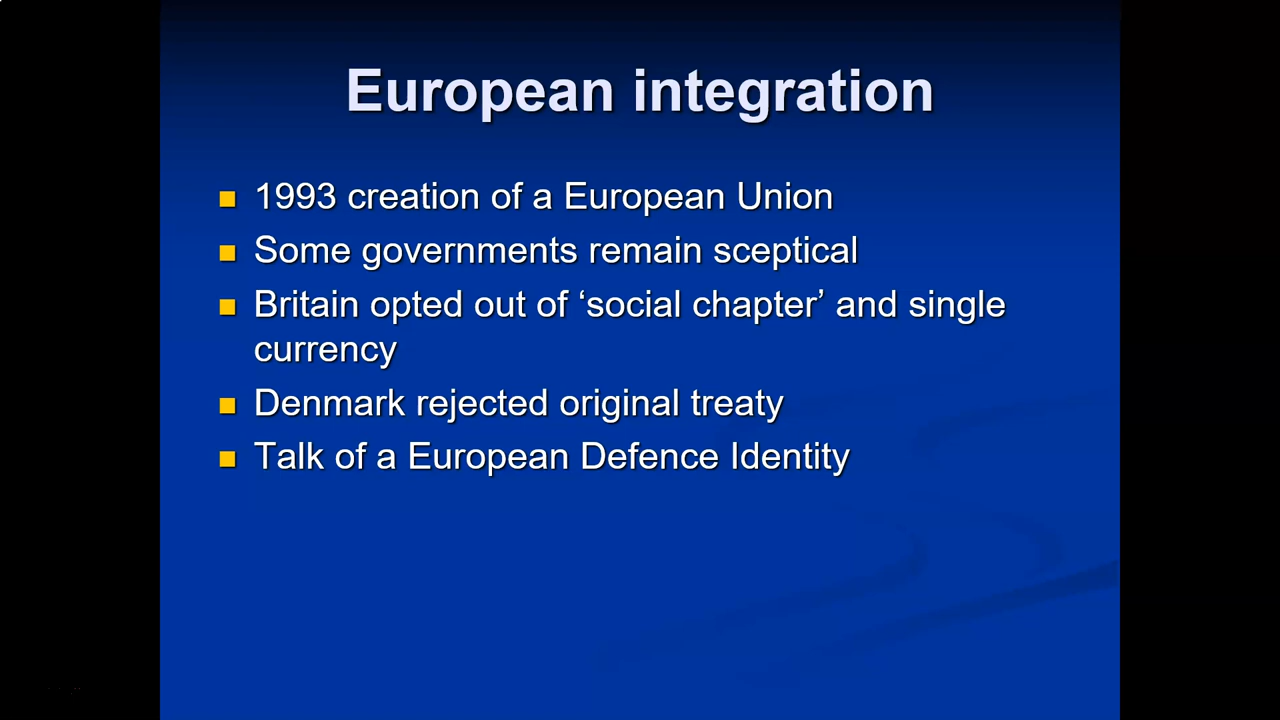 European integration
1993 creation of a European Union
Some governments remain sceptical
Britain opted out of ‘social chapter’ and single
currency
Denmark rejected original treaty
Talk of a European Defence Identity